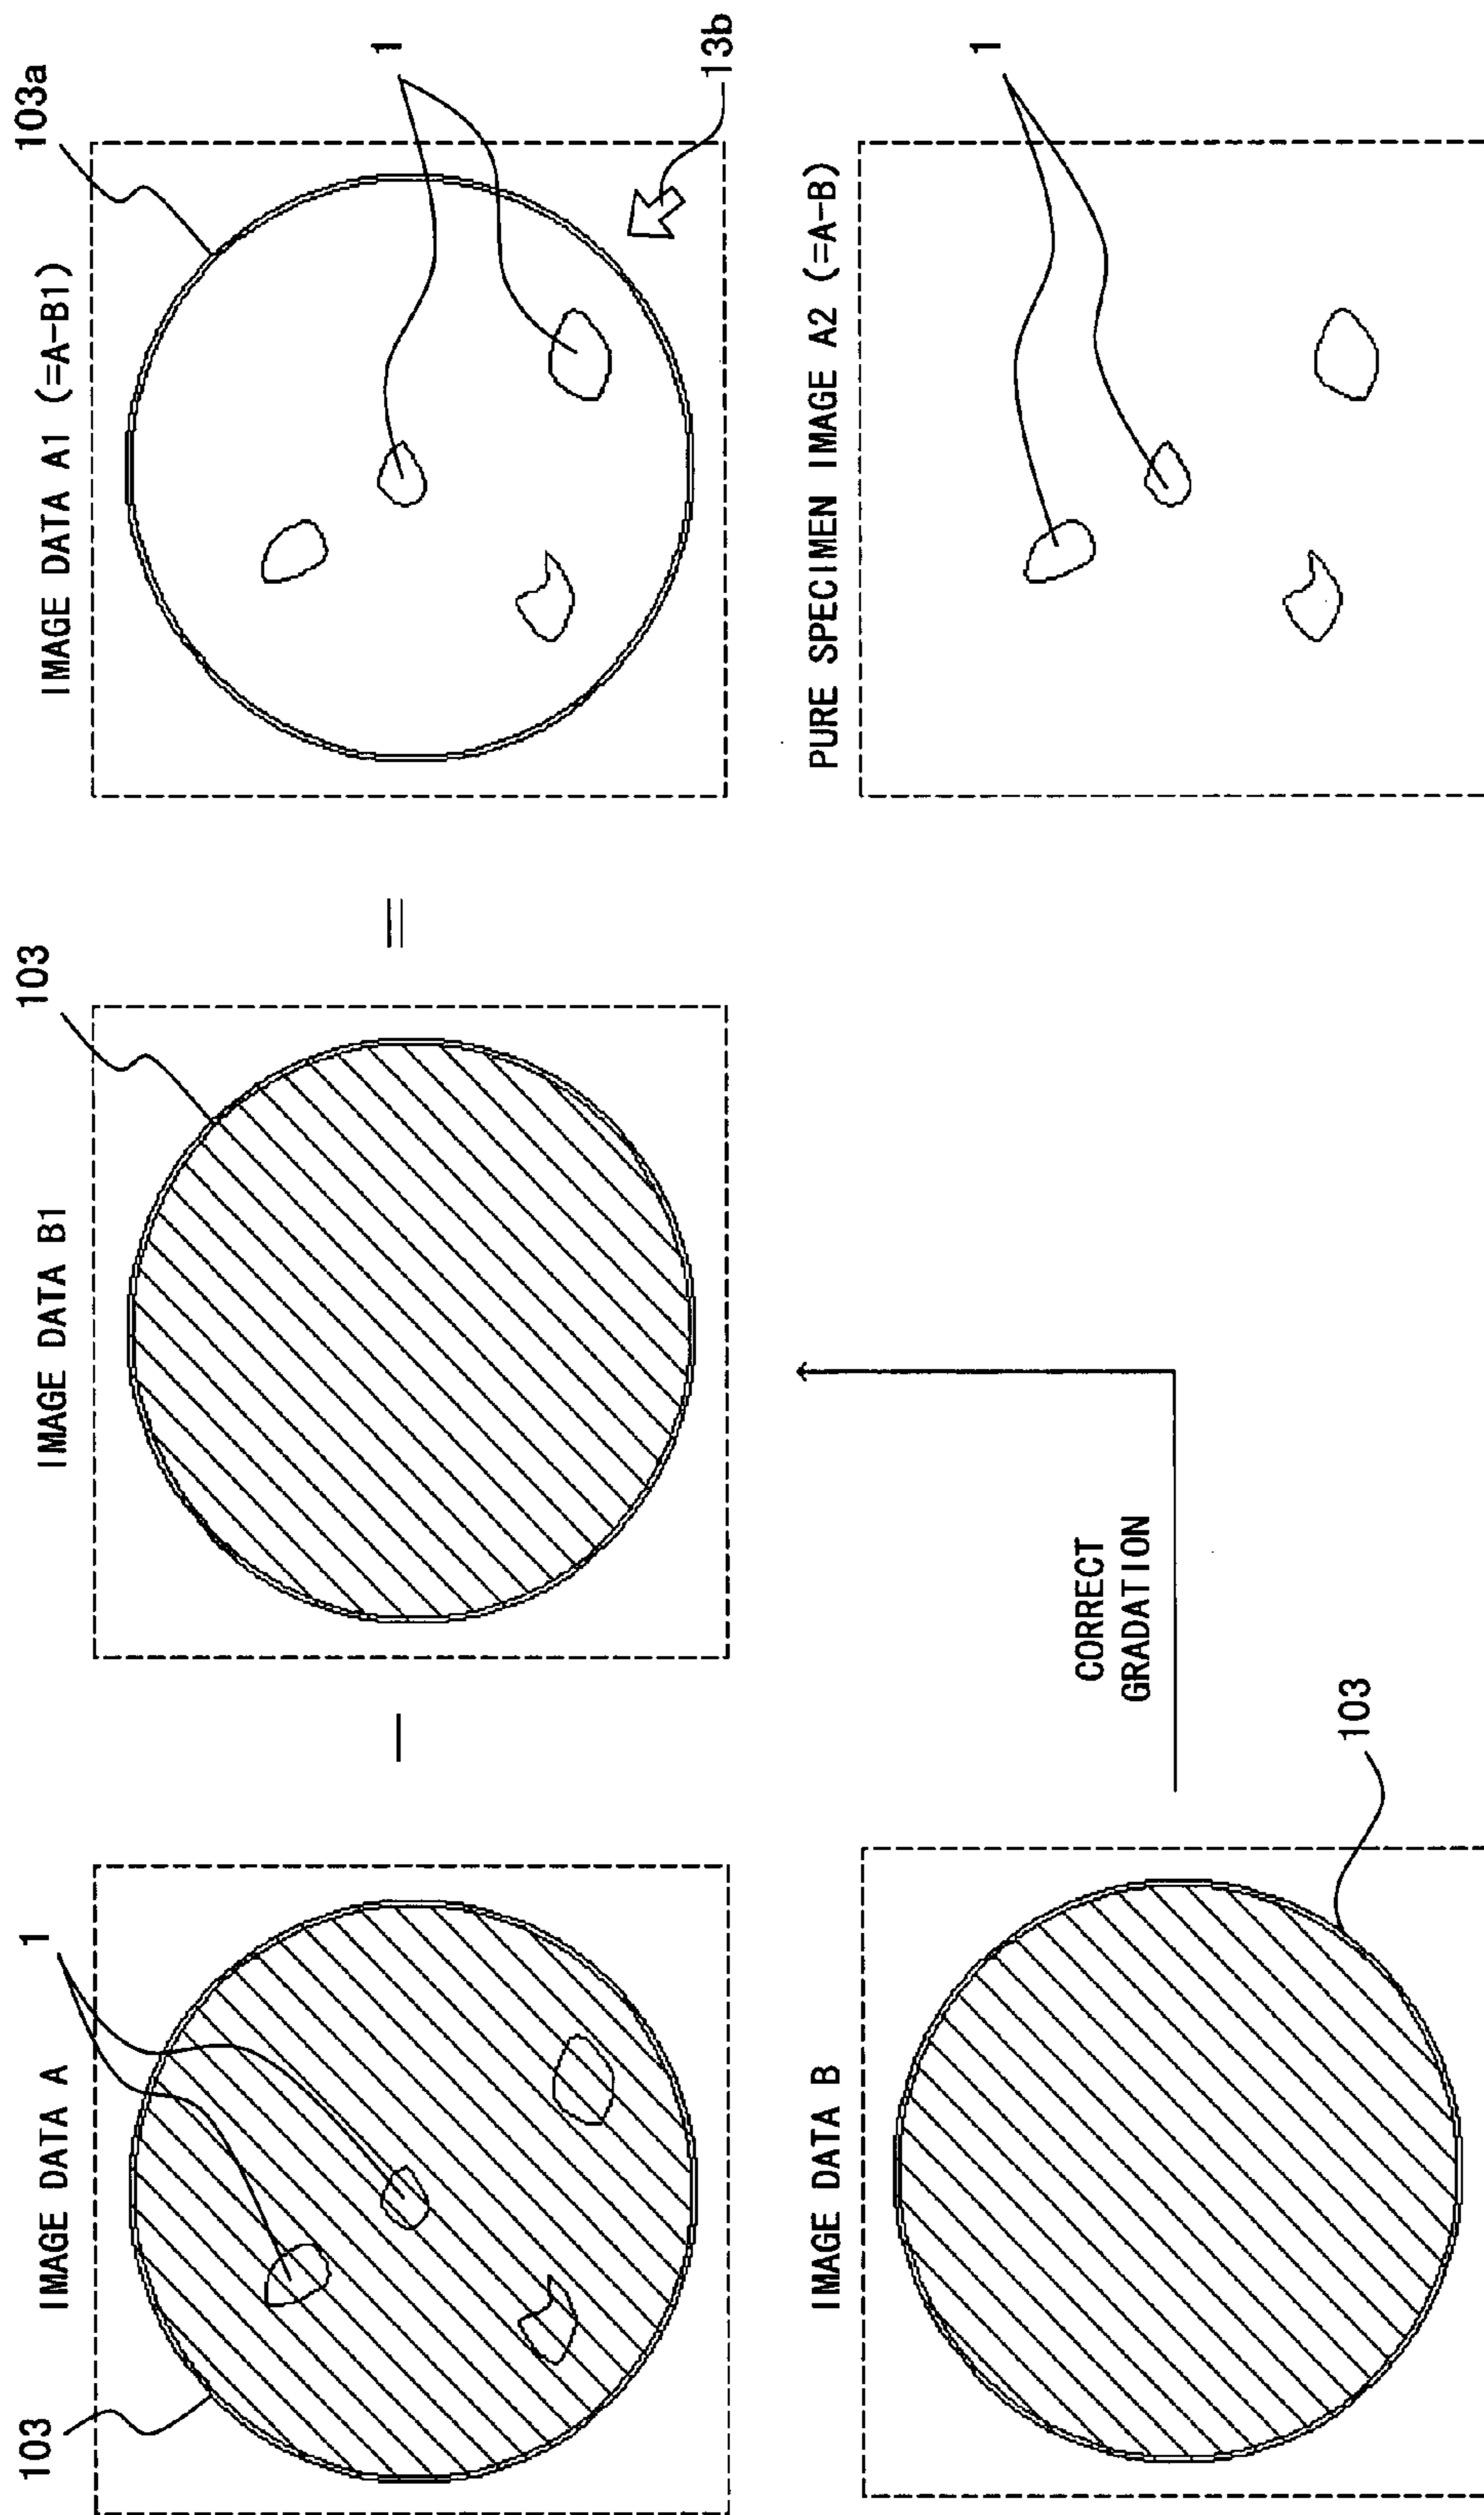 IMAGE DATA A
103
1
−
IMAGE DATA B1
103
=
IMAGE DATA A1 (=A-B1)
103a
1
13b
IMAGE DATA B
103
CORRECT
GRADATION
PURE SPECIMEN IMAGE A2 (=A-B)
1